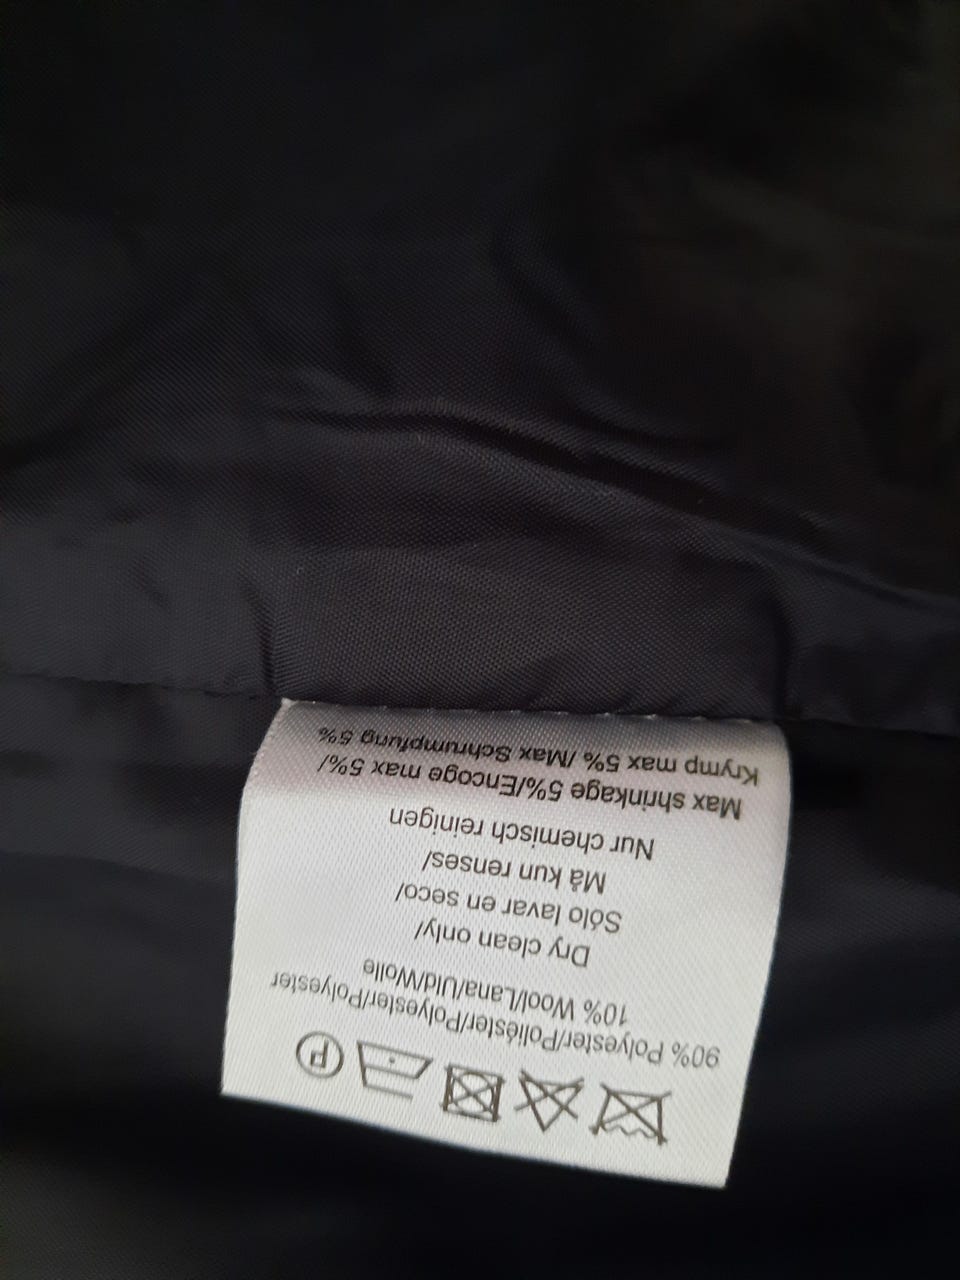 90% Polyester/Poliéster/Polyester/Polyester
10% Wool/Lana/Uld/Wolle
Dry clean only/
Sólo lavar en seco/
Må kun renses/
Nur chemisch reinigen
Max shrinkage 5%/Encoge max 5%/
Krymp max 5% /Max Schrumpfung 5%